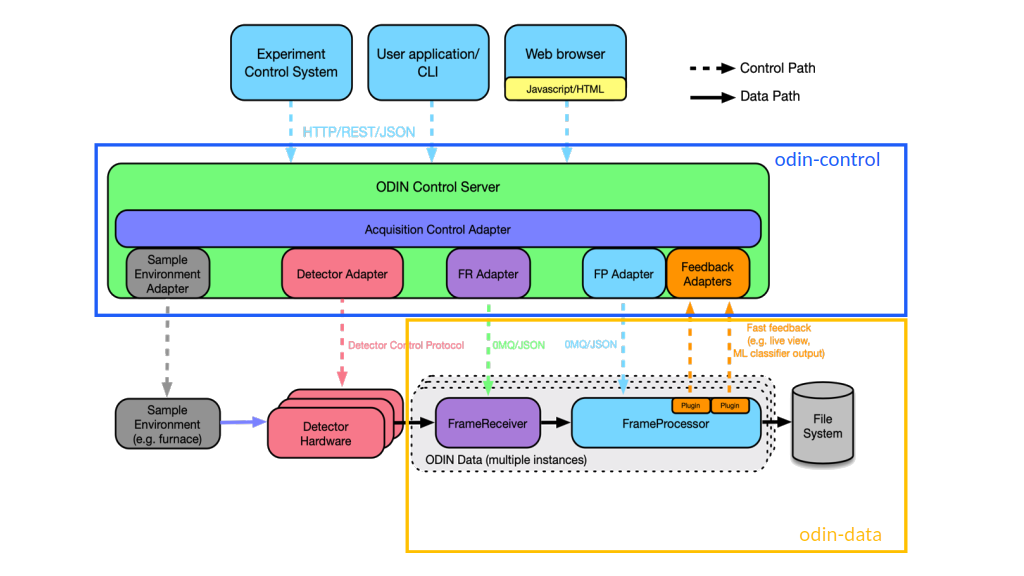 Experiment
Control System
User application/
CLI
Web browser
Javascript/HTML
Control Path
Data Path
HTTP/REST/JSON
odin-control
ODIN Control Server
Acquisition Control Adapter
Sample
Environment
Adapter
Detector Adapter
FR Adapter
FP Adapter
Feedback
Adapters
Detector Control Protocol
0MQ/JSON
0MQ/JSON
Fast feedback
(e.g. live view,
ML classifier output)
Sample
Environment
(e.g. furnace)
Detector
Hardware
FrameReceiver
FrameProcessor
Plugin
Plugin
File
System
ODIN Data (multiple instances)
odin-data